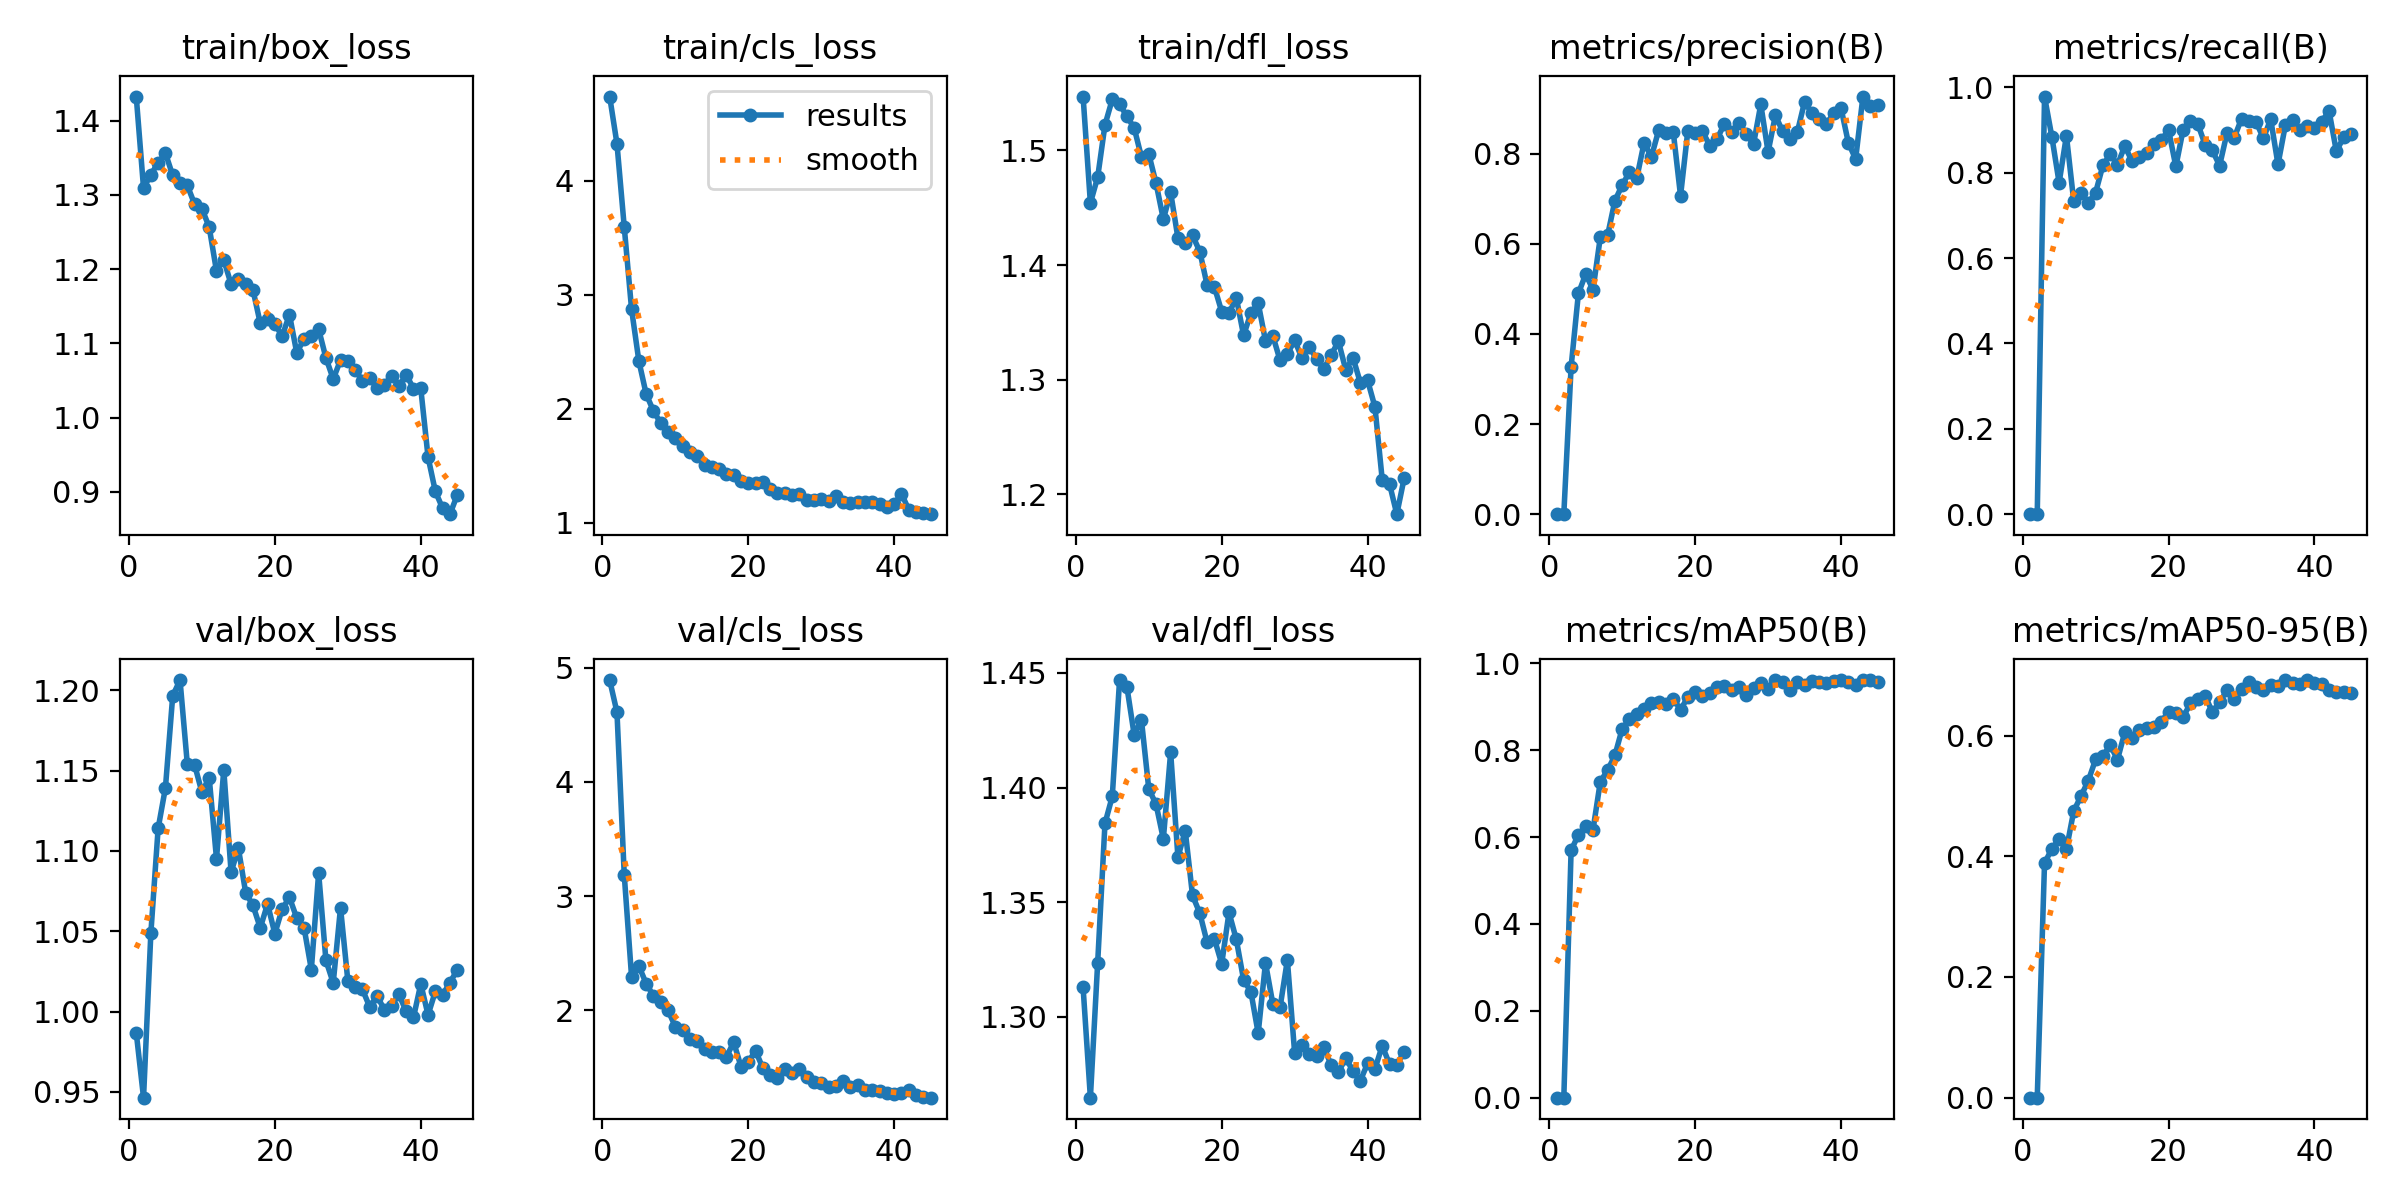 train/box_loss
1.4
1.3
1.2
1.1
1.0
0.9
0 20 40
train/cls_loss
results
smooth
4
3
2
1
0 20 40
train/dfl_loss
1.5
1.4
1.3
1.2
0 20 40
metrics/precision(B)
0.8
0.6
0.4
0.2
0.0
0 20 40
metrics/recall(B)
1.0
0.8
0.6
0.4
0.2
0.0
0 20 40
val/box_loss
1.20
1.15
1.10
1.05
1.00
0.95
0 20 40
val/cls_loss
5
4
3
2
0 20 40
val/dfl_loss
1.45
1.40
1.35
1.30
0 20 40
metrics/mAP50(B)
1.0
0.8
0.6
0.4
0.2
0.0
0 20 40
metrics/mAP50-95(B)
0.6
0.4
0.2
0.0
0 20 40